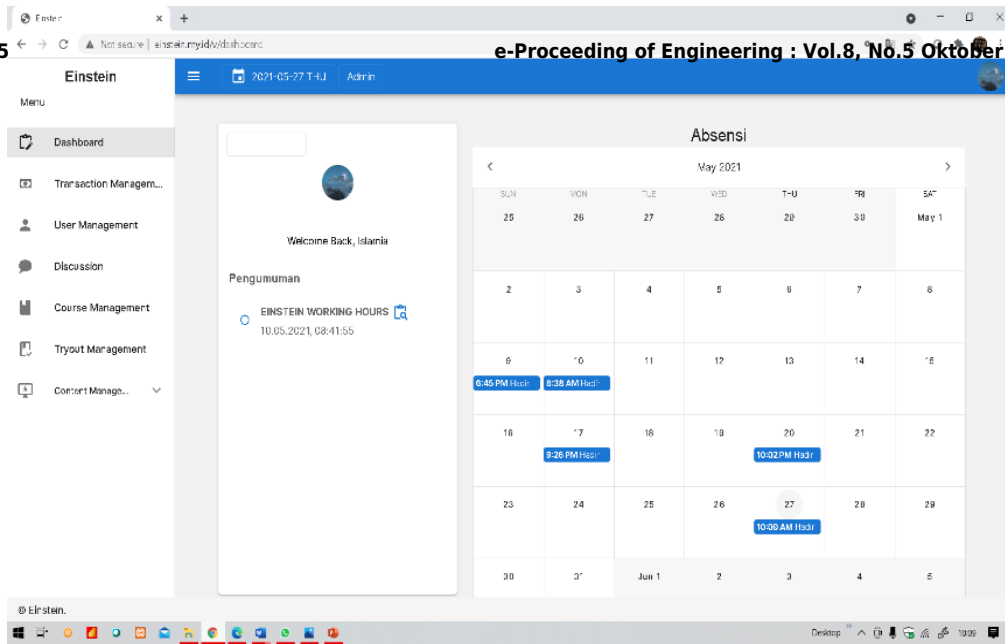 Einstein
Not secure | einstein.my.id/v/dashboard
5
e-Proceeding of Engineering : Vol.8, No.5 Oktober
Einstein
2021-05-27 THU
Admin
Menu
Dashboard
Transaction Managem...
User Management
Discussion
Course Management
Tryout Management
Content Manage...
Welcome Back, Islamia
Pengumuman
EINSTEIN WORKING HOURS
10.05.2021, 08:41:55
Absensi
May 2021
SUN MON TUE WED THU FRI SAT
25 26 27 28 29 30 May 1
2 3 4 5 6 7 8
9 10 11 12 13 14 15
6:45 PM Hadir 8:38 AM Hadir
16 17 18 19 20 21 22
9:26 PM Hadir 10:02 PM Hadir
23 24 25 26 27 28 29
10:09 AM Hadir
30 31 Jun 1 2 3 4 5
© Einstein.
Desktop
1009